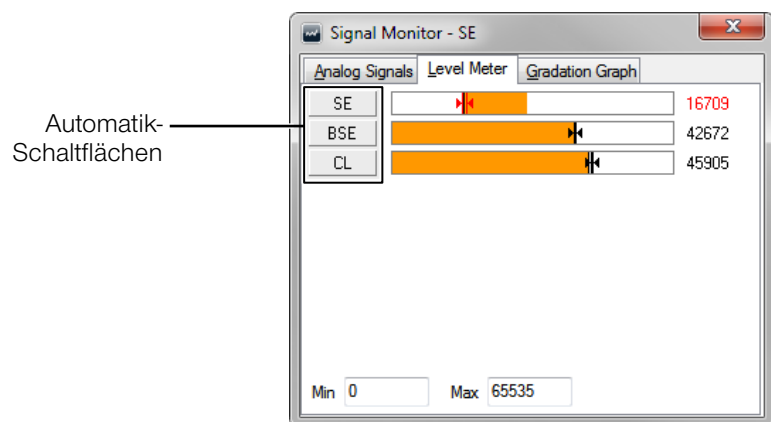 Signal Monitor - SE
Analog Signals Level Meter Gradation Graph
SE 16709
Automatik-
Schaltflächen
BSE 42672
CL 45905
Min 0 Max 65535